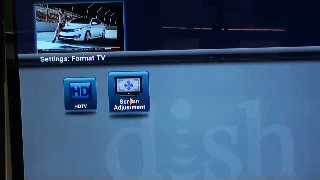 Settings: Format TV
HD
HDTV
Screen
Adjustment
dish